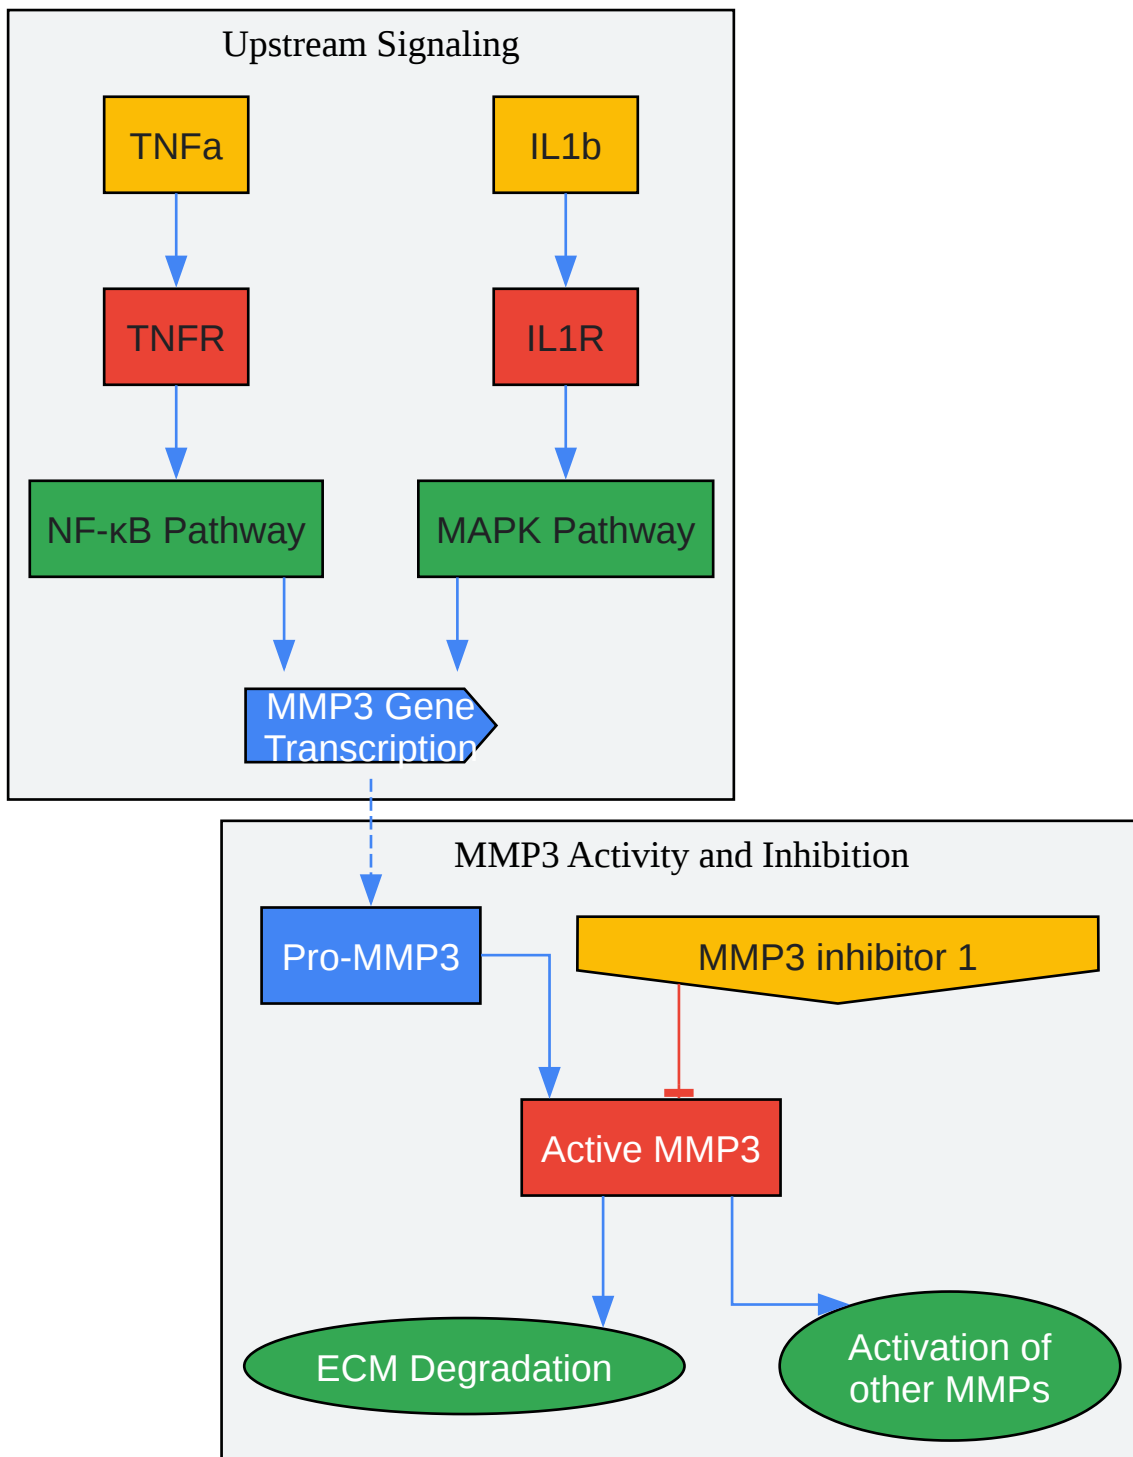 Upstream Signaling
TNFa
IL1b
TNFR
IL1R
NF-κB Pathway
MAPK Pathway
MMP3 Gene
Transcription
MMP3 Activity and Inhibition
Pro-MMP3
MMP3 inhibitor 1
Active MMP3
ECM Degradation
Activation of
other MMPs